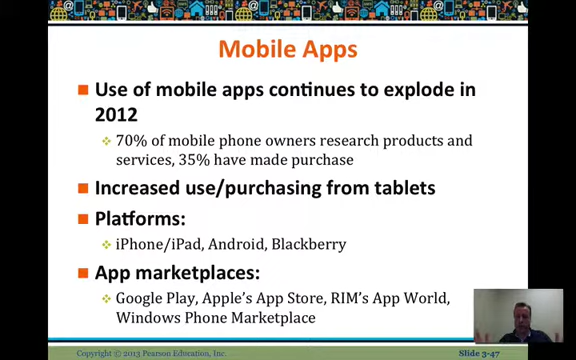 Mobile Apps
Use of mobile apps continues to explode in
2012
70% of mobile phone owners research products and
services, 35% have made purchase
Increased use/purchasing from tablets
Platforms:
iPhone/iPad, Android, Blackberry
App marketplaces:
Google Play, Apple's App Store, RIM's App World,
Windows Phone Marketplace
Copyright © 2013 Pearson Education, Inc.
Slide 3-47